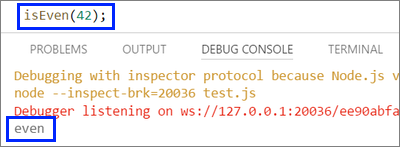 isEven(42);
PROBLEMS OUTPUT DEBUG CONSOLE TERMINAL
Debugging with inspector protocol because Node.js v
node --inspect-brk=20036 test.js
Debugger listening on ws://127.0.0.1:20036/ee90abfa
even